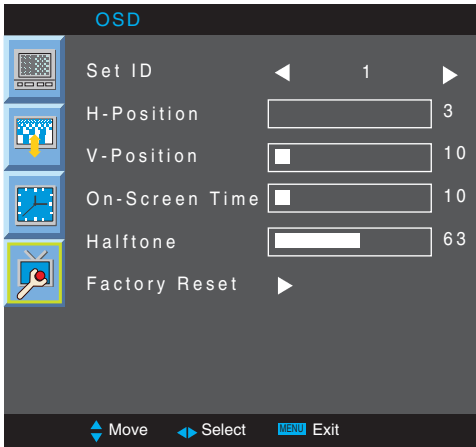 OSD
Set ID 1
H-Position 3
V-Position 10
On-Screen Time 10
Halftone 63
Factory Reset
Move Select MENU Exit